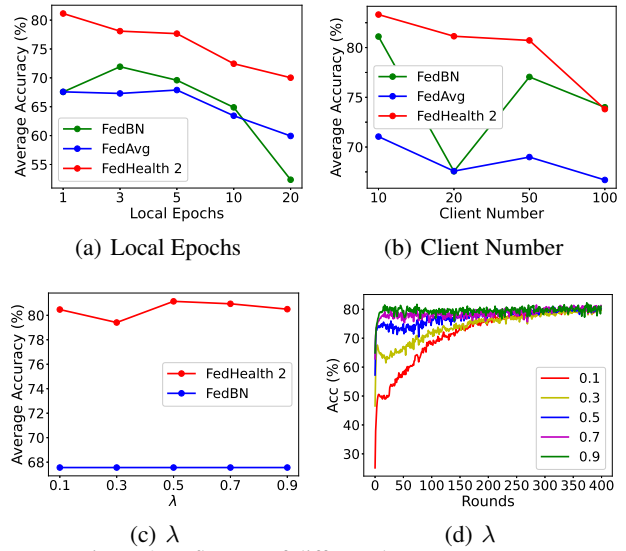 Average Accuracy (%)
80
75
70
65
60
55
FedBN
FedAvg
FedHealth 2
1
3
5
10
20
Local Epochs
(a) Local Epochs
Average Accuracy (%)
80
70
FedBN
FedAvg
FedHealth 2
10
20
50
100
Client Number
(b) Client Number
Average Accuracy (%)
80
78
76
74
72
70
68
FedHealth 2
FedBN
0.1
0.3
0.5
0.7
0.9
λ
(c) λ
Acc (%)
80
70
60
50
40
30
0.1
0.3
0.5
0.7
0.9
0
50
100
150
200
250
300
350
400
Rounds
(d) λ